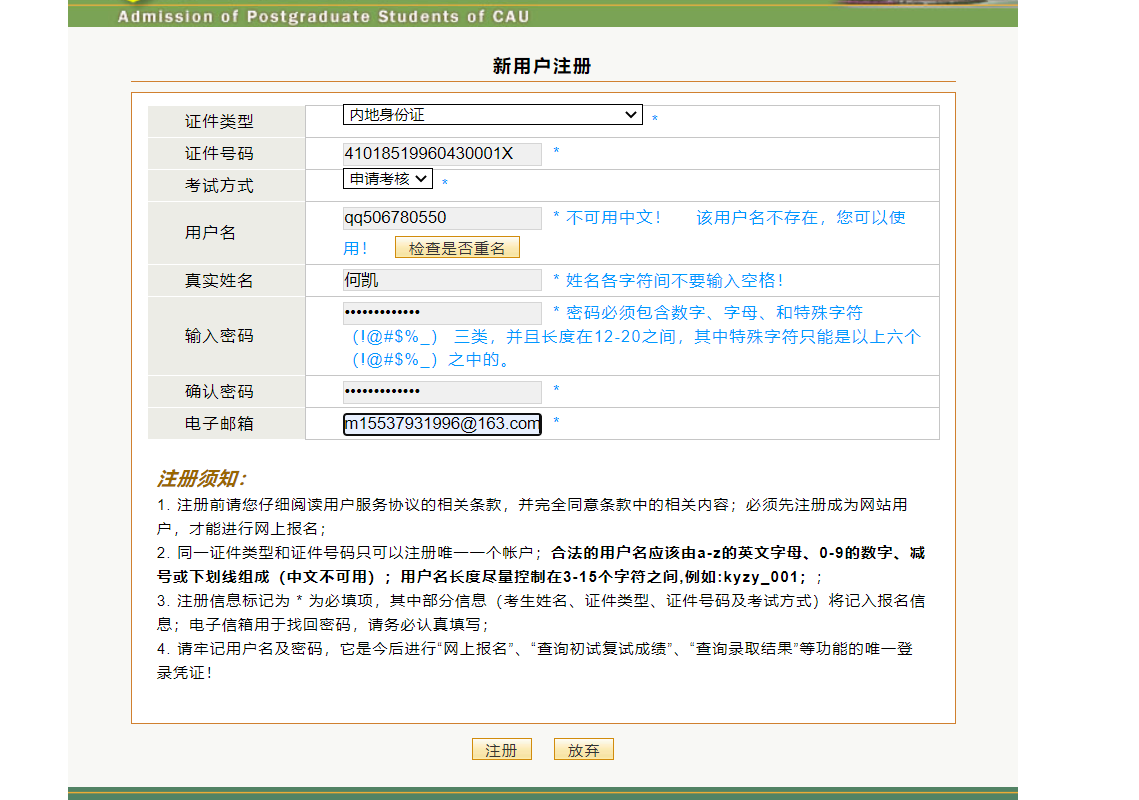 Admission of Postgraduate Students of CAU
新用户注册
证件类型 内地身份证 *
证件号码 41018519960430001X *
考试方式 申请考核 *
用户名 qq506780550 * 不可用中文! 该用户名不存在，您可以使
用! 检查是否重名
真实姓名 何凯 * 姓名各字符间不要输入空格!
输入密码 ••••••••••••• * 密码必须包含数字、字母、和特殊字符
（!@#$%_） 三类，并且长度在12-20之间，其中特殊字符只能是以上六个
（!@#$%_）之中的。
确认密码 ••••••••••••• *
电子邮箱 m15537931996@163.com *
注册须知：
1. 注册前请您仔细阅读用户服务协议的相关条款，并完全同意条款中的相关内容；必须先注册成为网站用
户，才能进行网上报名；
2. 同一证件类型和证件号码只可以注册唯一一个帐户；合法的用户名应该由a-z的英文字母、0-9的数字、减
号或下划线组成（中文不可用）；用户名长度尽量控制在3-15个字符之间,例如:kyzy_001；；
3. 注册信息标记为 * 为必填项，其中部分信息（考生姓名、证件类型、证件号码及考试方式）将记入报名信
息；电子信箱用于找回密码，请务必认真填写；
4. 请牢记用户名及密码，它是今后进行“网上报名”、“查询初试复试成绩”、“查询录取结果”等功能的唯一登
录凭证!
注册 放弃